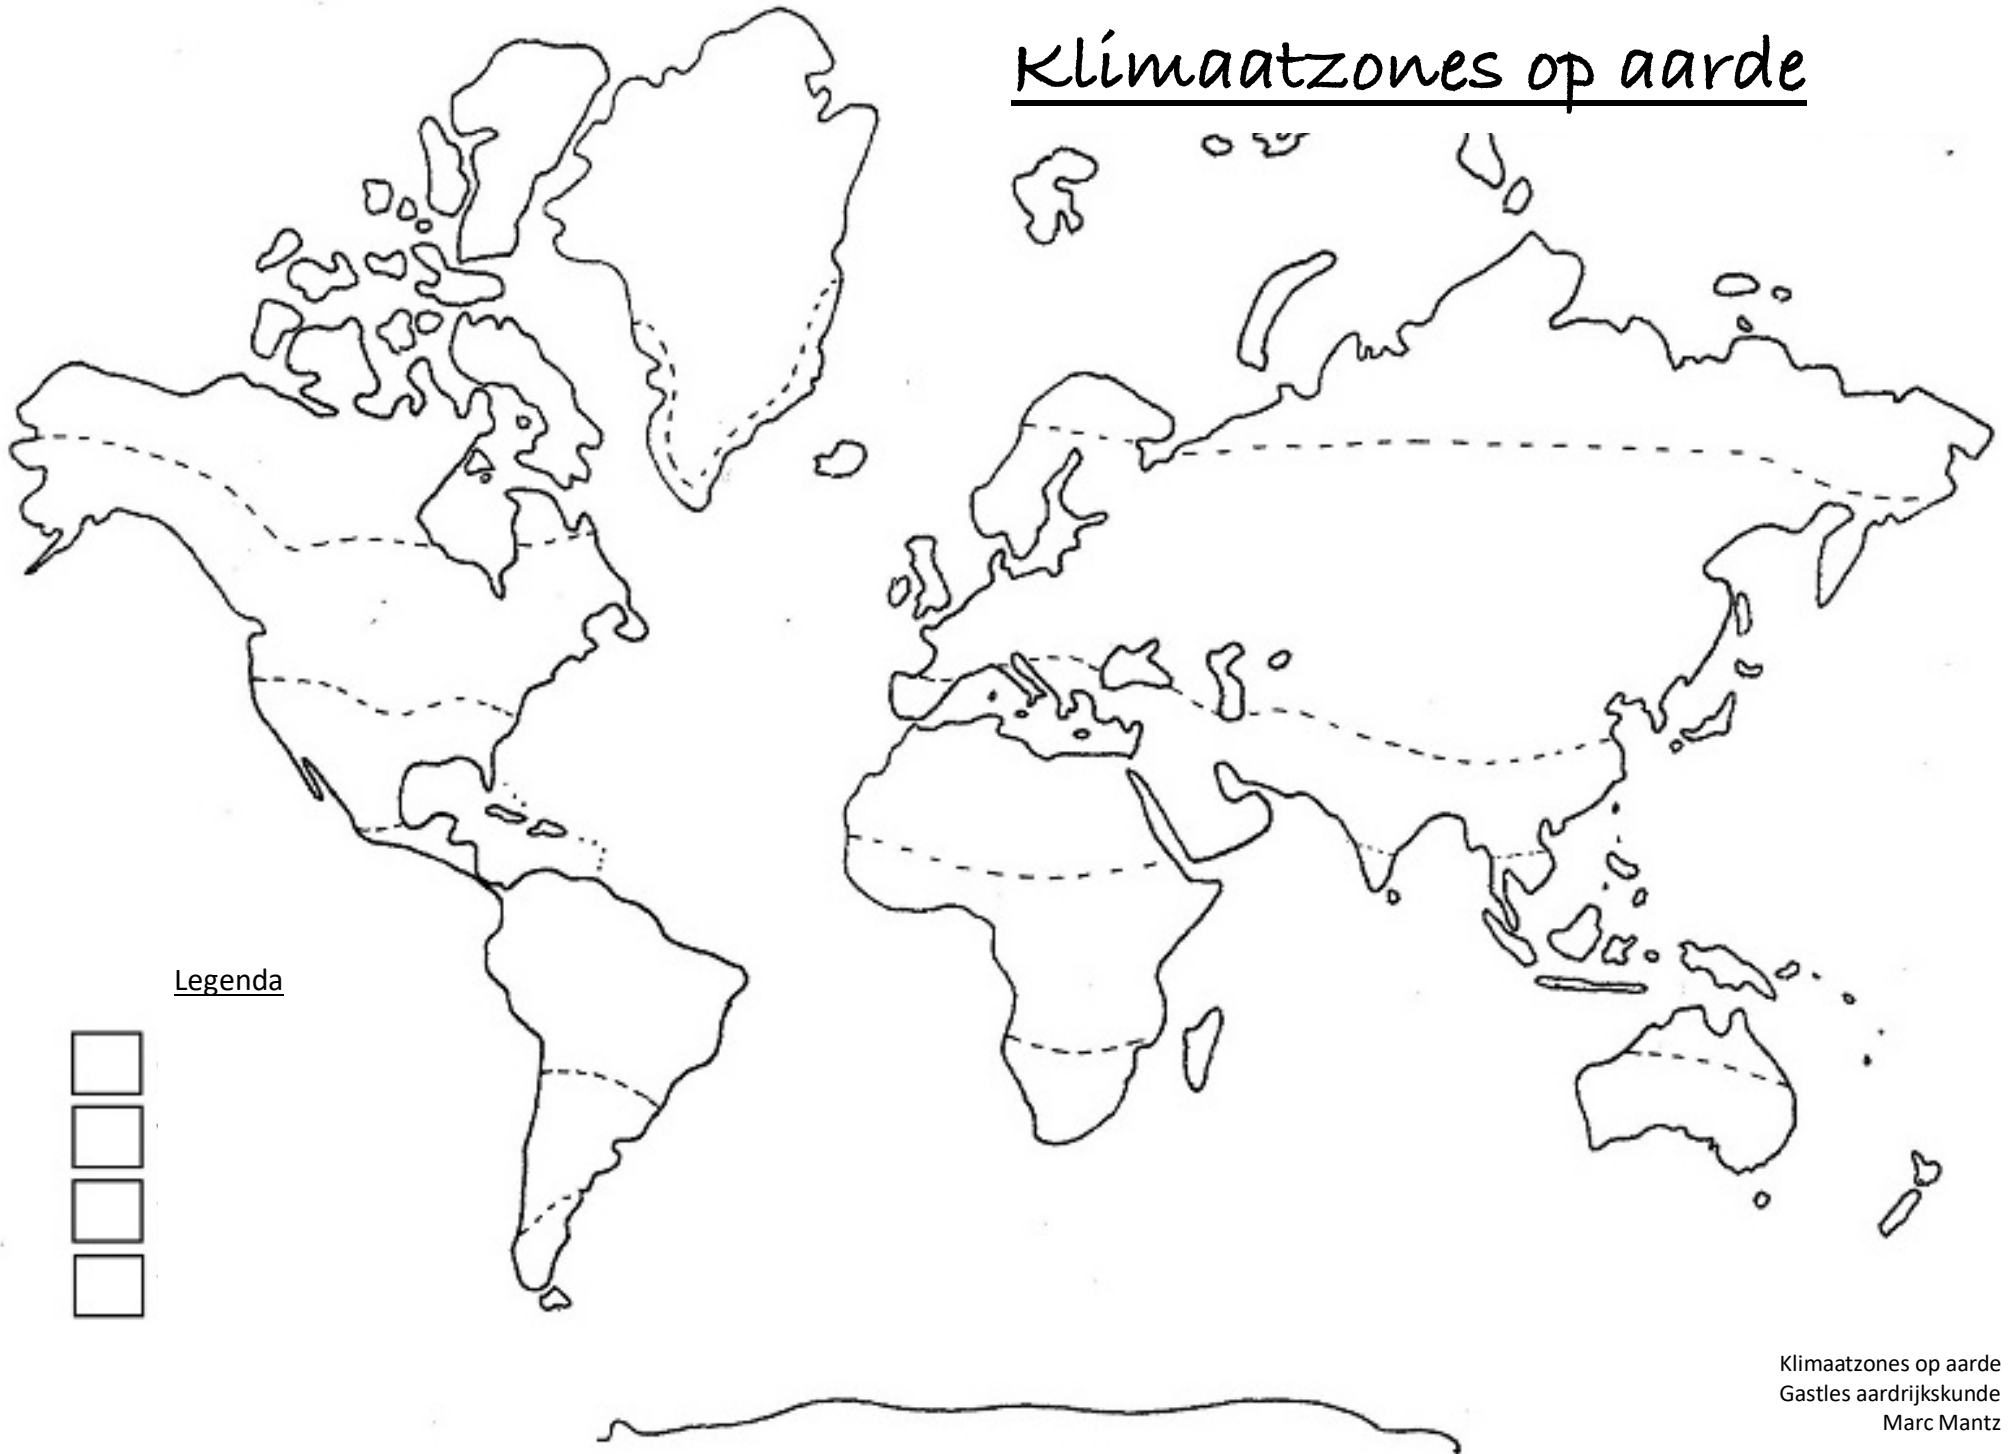 Klimaatzones op aarde
Legenda
Klimaatzones op aarde
Gastles aardrijkskunde
Marc Mantz